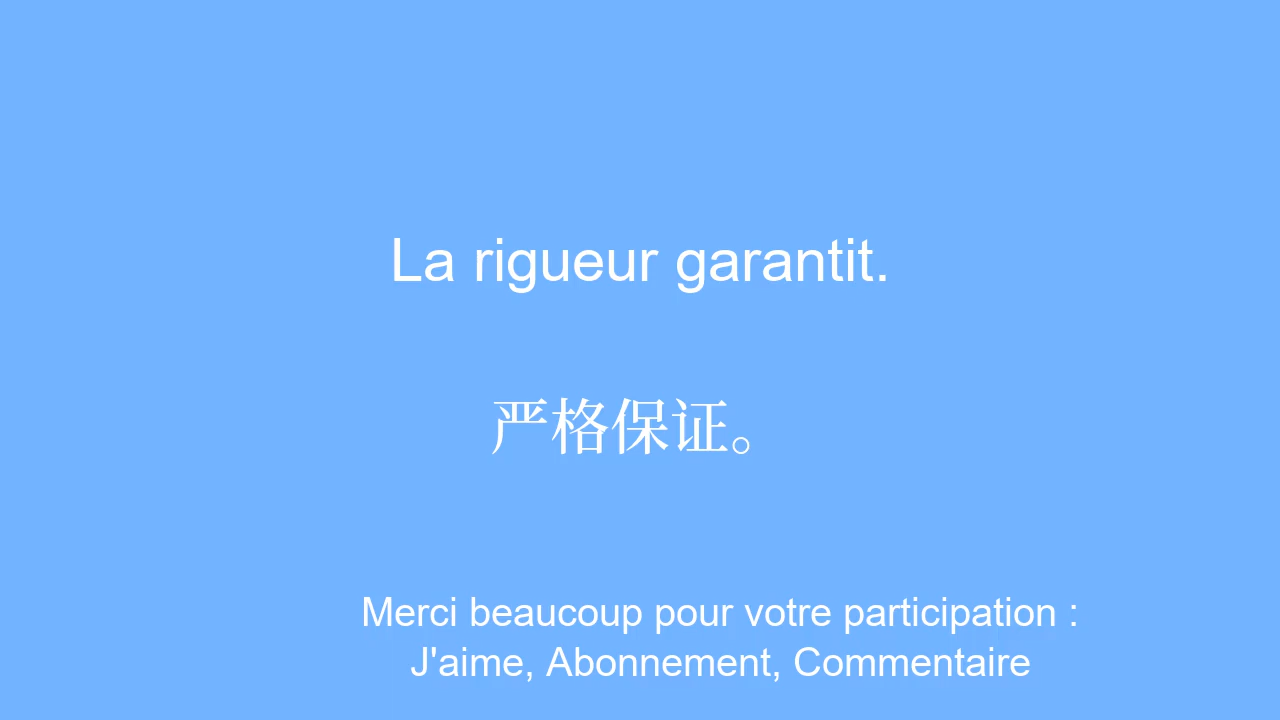 La rigueur garantit.
严格保证。
Merci beaucoup pour votre participation :
J'aime, Abonnement, Commentaire